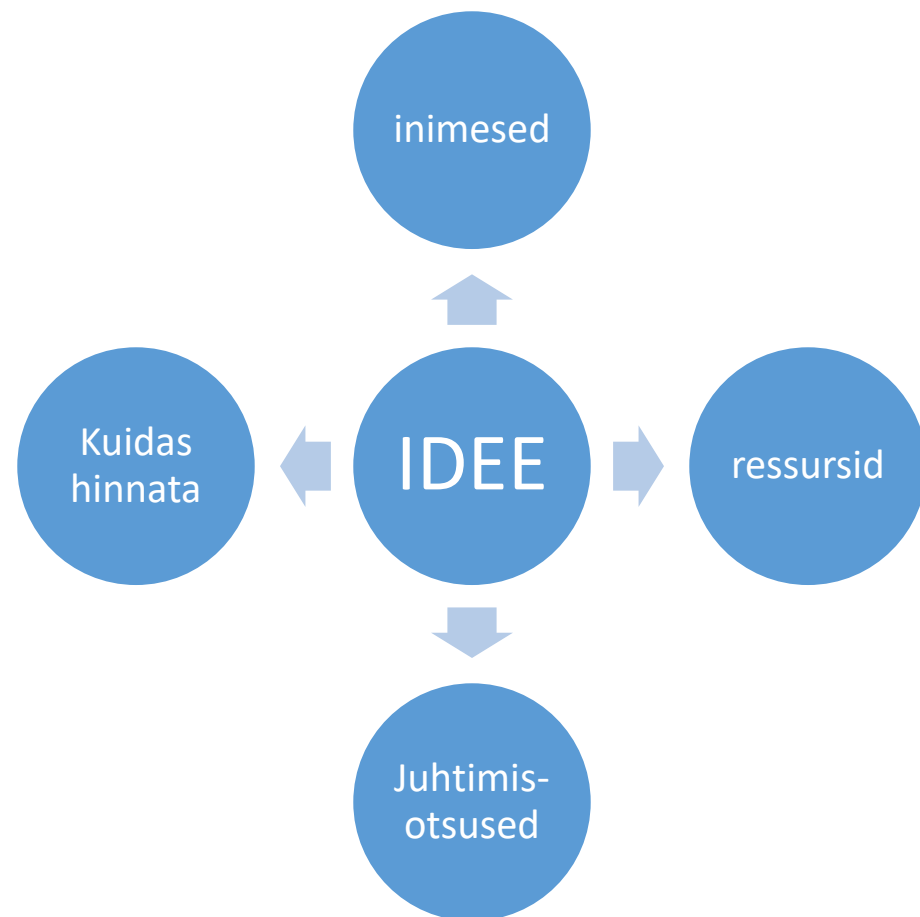 inimesed
Kuidas
hinnata
IDEE
ressursid
Juhtimis-
otsused